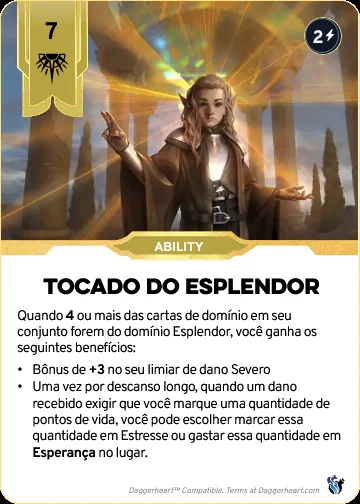 7
2
ABILITY
TOCADO DO ESPLENDOR
Quando 4 ou mais das cartas de domínio em seu
conjunto forem do domínio Esplendor, você ganha os
seguintes benefícios:
• Bônus de +3 no seu limiar de dano Severo
• Uma vez por descanso longo, quando um dano
recebido exigir que você marque uma quantidade de
pontos de vida, você pode escolher marcar essa
quantidade em Estresse ou gastar essa quantidade em
Esperança no lugar.
Daggerheart™ Compatible. Terms at Daggerheart.com